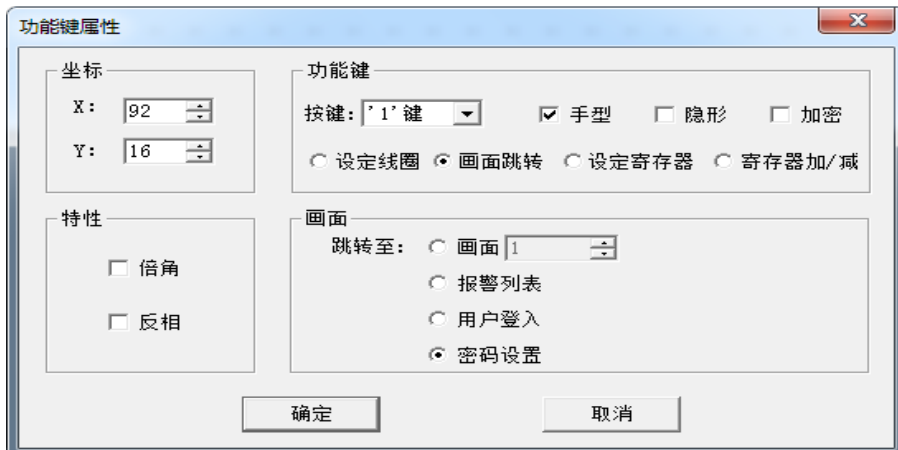 功能键属性
坐标
X: 92
Y: 16
功能键
按键: '1'键 手型 隐形 加密
设定线圈 画面跳转 设定寄存器 寄存器加/减
特性
倍角
反相
画面
跳转至: 画面 1
报警列表
用户登入
密码设置
确定 取消